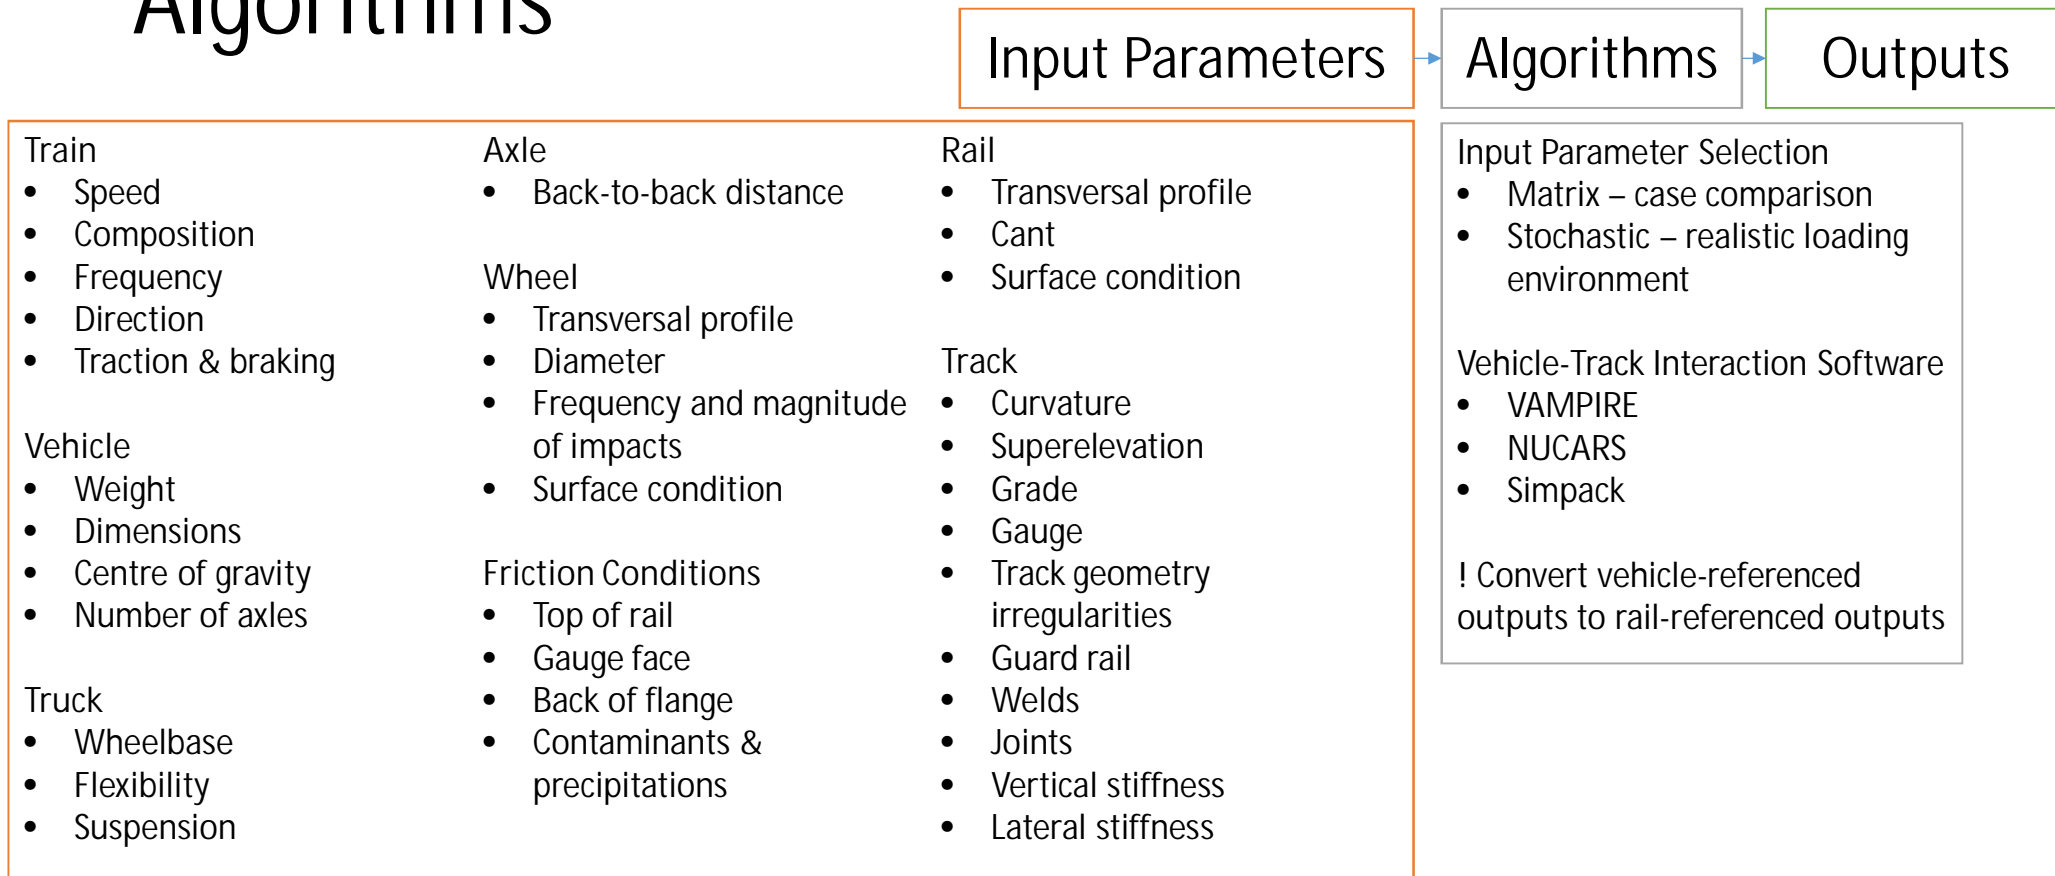 Algorithms
Input Parameters
Algorithms
Outputs
Train
• Speed
• Composition
• Frequency
• Direction
• Traction & braking
Vehicle
• Weight
• Dimensions
• Centre of gravity
• Number of axles
Truck
• Wheelbase
• Flexibility
• Suspension
Axle
• Back-to-back distance
Wheel
• Transversal profile
• Diameter
• Frequency and magnitude
of impacts
• Surface condition
Friction Conditions
• Top of rail
• Gauge face
• Back of flange
• Contaminants &
precipitations
Rail
• Transversal profile
• Cant
• Surface condition
Track
• Curvature
• Superelevation
• Grade
• Gauge
• Track geometry
irregularities
• Guard rail
• Welds
• Joints
• Vertical stiffness
• Lateral stiffness
Input Parameter Selection
• Matrix – case comparison
• Stochastic – realistic loading
environment
Vehicle-Track Interaction Software
• VAMPIRE
• NUCARS
• Simpack
! Convert vehicle-referenced
outputs to rail-referenced outputs